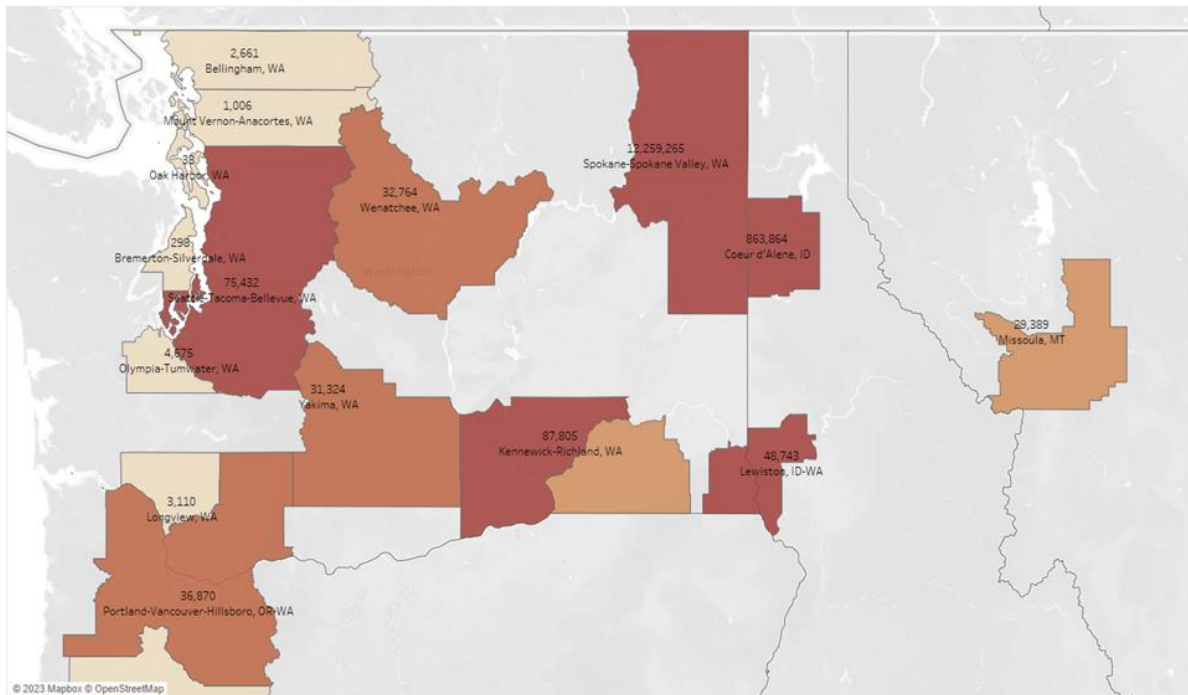 2,661
Bellingham, WA
1,006
Mount Vernon-Anacortes, WA
38
Oak Harbor, WA
12,259,265
Spokane-Spokane Valley, WA
32,764
Wenatchee, WA
298
Bremerton-Silverdale, WA
863,864
Coeur d'Alene, ID
Washington
75,432
Seattle-Tacoma-Bellevue, WA
29,389
Missoula, MT
4,675
Olympia-Tumwater, WA
31,324
Yakima, WA
87,805
Kennewick-Richland, WA
48,743
Lewiston, ID-WA
3,110
Longview, WA
36,870
Portland-Vancouver-Hillsboro, OR-WA
© 2023 Mapbox © OpenStreetMap